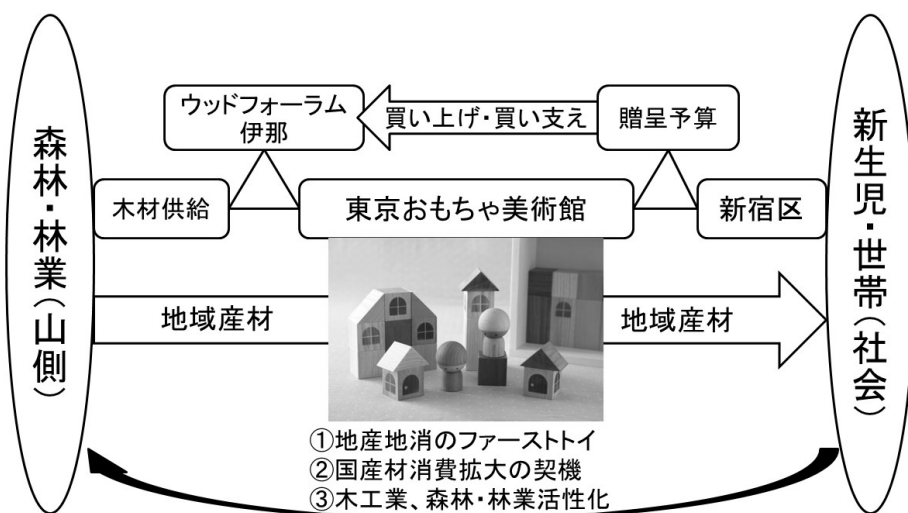 森林・林業(山側)
ウッドフォーラム
伊那
買い上げ・買い支え
贈呈予算
新生児・世帯(社会)
木材供給
東京おもちゃ美術館
新宿区
地域産材
地域産材
①地産地消のファーストトイ
②国産材消費拡大の契機
③木工業、森林・林業活性化